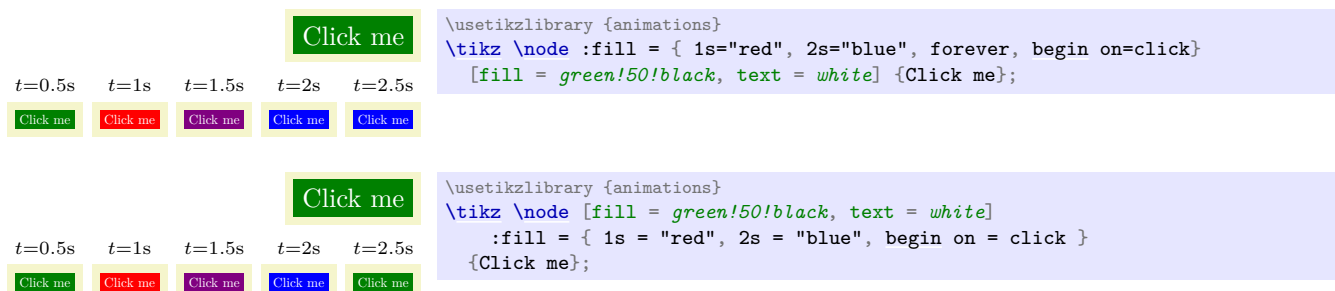 Click me
t=0.5s t=1s t=1.5s t=2s t=2.5s
Click me Click me Click me Click me Click me
\usetikzlibrary {animations}
\tikz \node :fill = { 1s="red", 2s="blue", forever, begin on=click}
[fill = green!50!black, text = white] {Click me};
Click me
t=0.5s t=1s t=1.5s t=2s t=2.5s
Click me Click me Click me Click me Click me
\usetikzlibrary {animations}
\tikz \node [fill = green!50!black, text = white]
:fill = { 1s = "red", 2s = "blue", begin on = click }
{Click me};